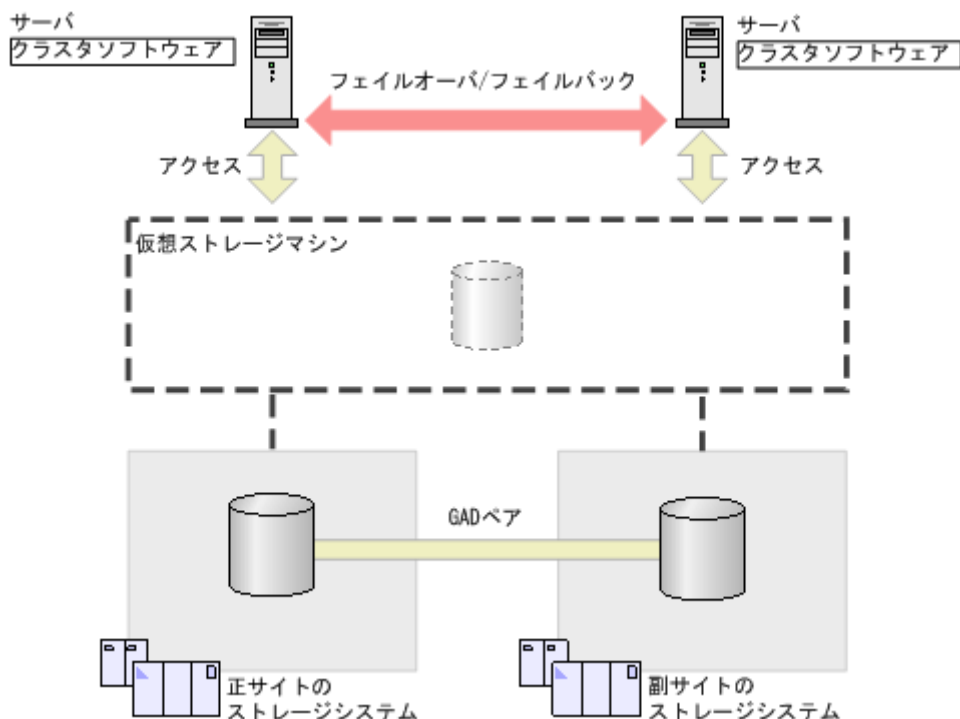 サーバ
クラスタソフトウェア
サーバ
クラスタソフトウェア
フェイルオーバ/フェイルバック
アクセス
アクセス
仮想ストレージマシン
GADペア
正サイトの
ストレージシステム
副サイトの
ストレージシステム